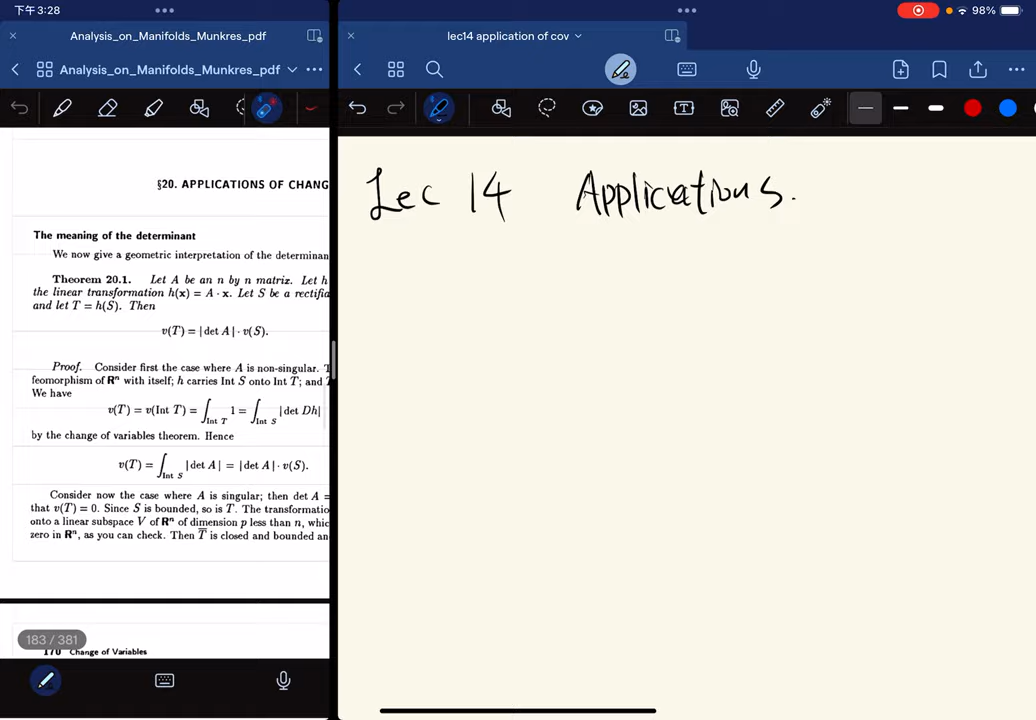 下午3:28
98%
Analysis_on_Manifolds_Munkres_pdf
lec14 application of cov
Analysis_on_Manifolds_Munkres_pdf
§20. APPLICATIONS OF CHANG
The meaning of the determinant
We now give a geometric interpretation of the determinan
Theorem 20.1. Let A be an n by n matrix. Let h
the linear transformation h(x) = A · x. Let S be a rectifia
and let T = h(S). Then
v(T) = | det A | · v(S).
Proof. Consider first the case where A is non-singular. T
feomorphism of Rⁿ with itself; h carries Int S onto Int T; and T
We have
v(T) = v(Int T) = ∫_{Int T} 1 = ∫_{Int S} | det Dh|
by the change of variables theorem. Hence
v(T) = ∫_{Int S} | det A | = | det A | · v(S).
Consider now the case where A is singular; then det A =
that v(T) = 0. Since S is bounded, so is T. The transformatio
onto a linear subspace V of Rⁿ of dimension p less than n, whic
zero in Rⁿ, as you can check. Then T̅ is closed and bounded an
183 / 381
170 Change of Variables
Lec 14 Applications.